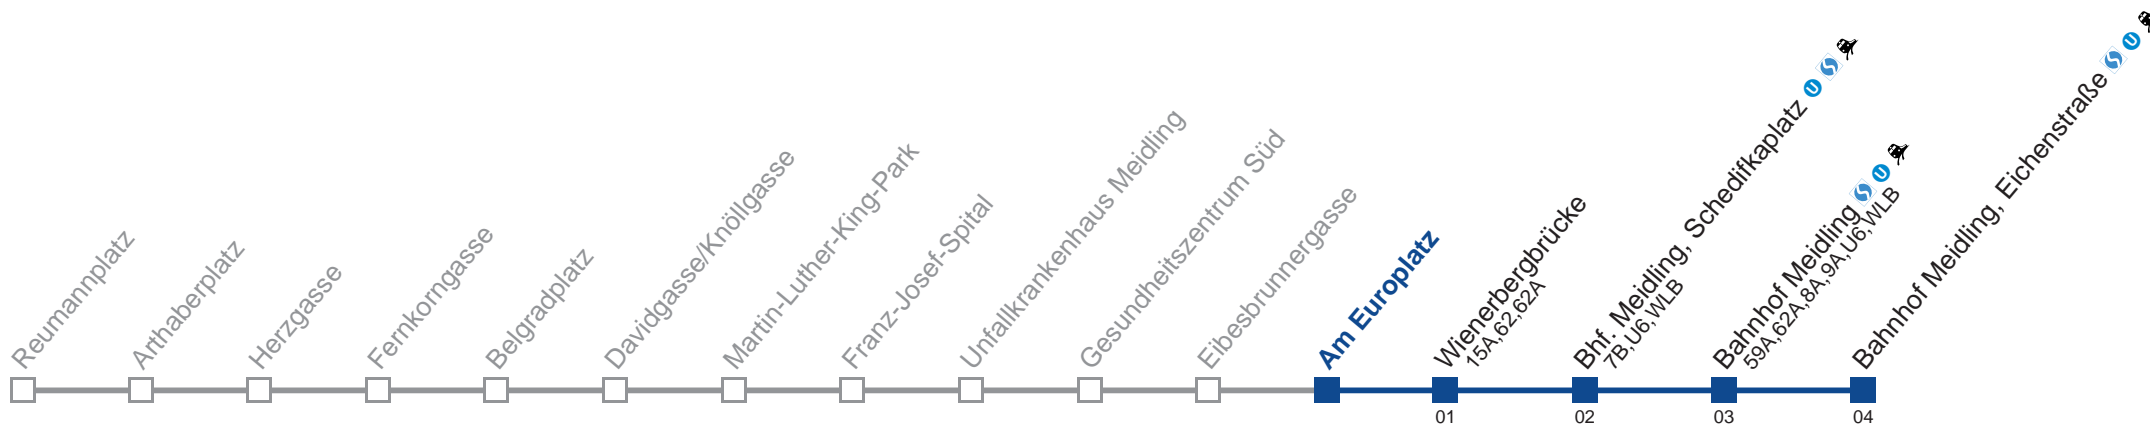 Reumannplatz
Arthaberplatz
Herzgasse
Fernkorngasse
Belgradplatz
Davidgasse/Knöllgasse
Martin-Luther-King-Park
Franz-Josef-Spital
Unfallkrankenhaus Meidling
Gesundheitszentrum Süd
Eibesbrunnergasse
Am Europlatz
Wienerbergbrücke
15A,62,62A
Bhf. Meidling, Schedifkaplatz U S
7B,U6,WLB
Bahnhof Meidling S U
59A,62A,8A,9A,U6,WLB
Bahnhof Meidling, Eichenstraße S U
01
02
03
04